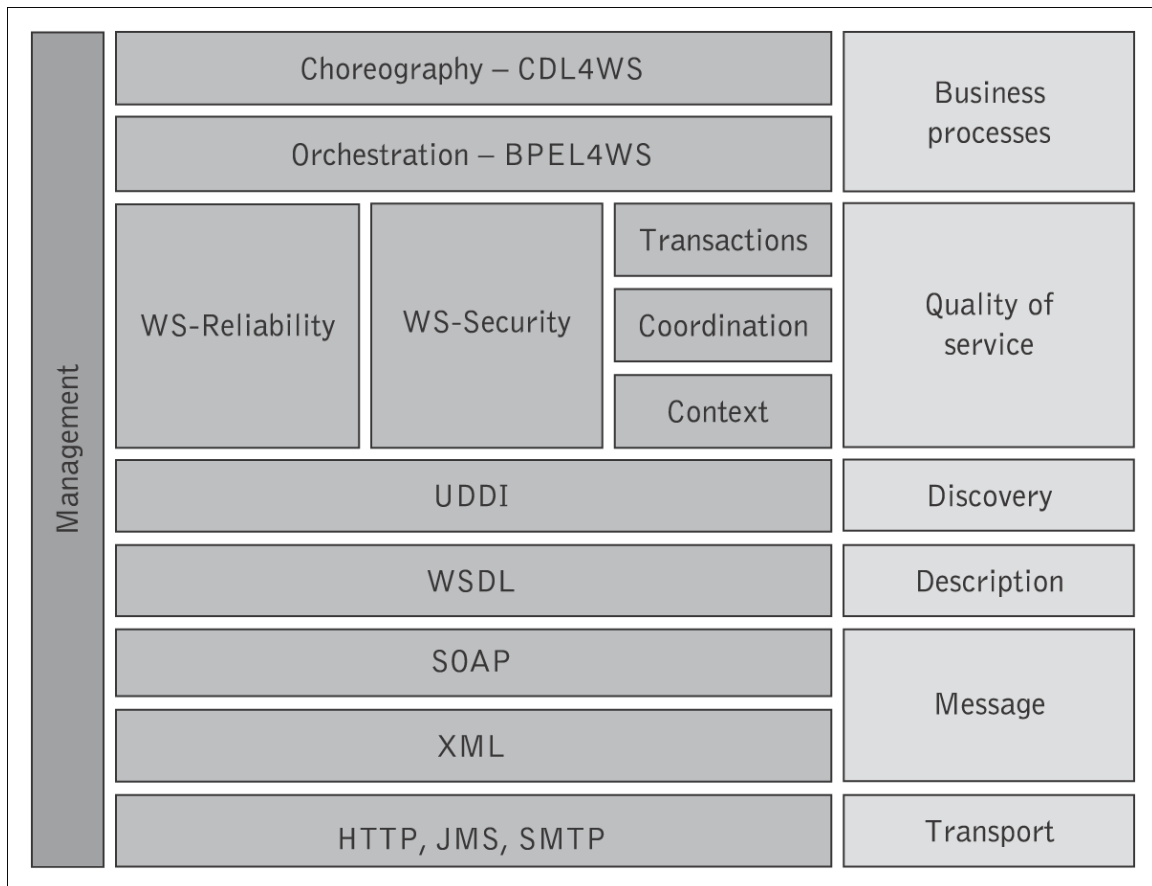 Management
Choreography – CDL4WS
Business
processes
Orchestration – BPEL4WS
WS-Reliability
WS-Security
Transactions
Coordination
Context
Quality of
service
UDDI
Discovery
WSDL
Description
SOAP
XML
Message
HTTP, JMS, SMTP
Transport